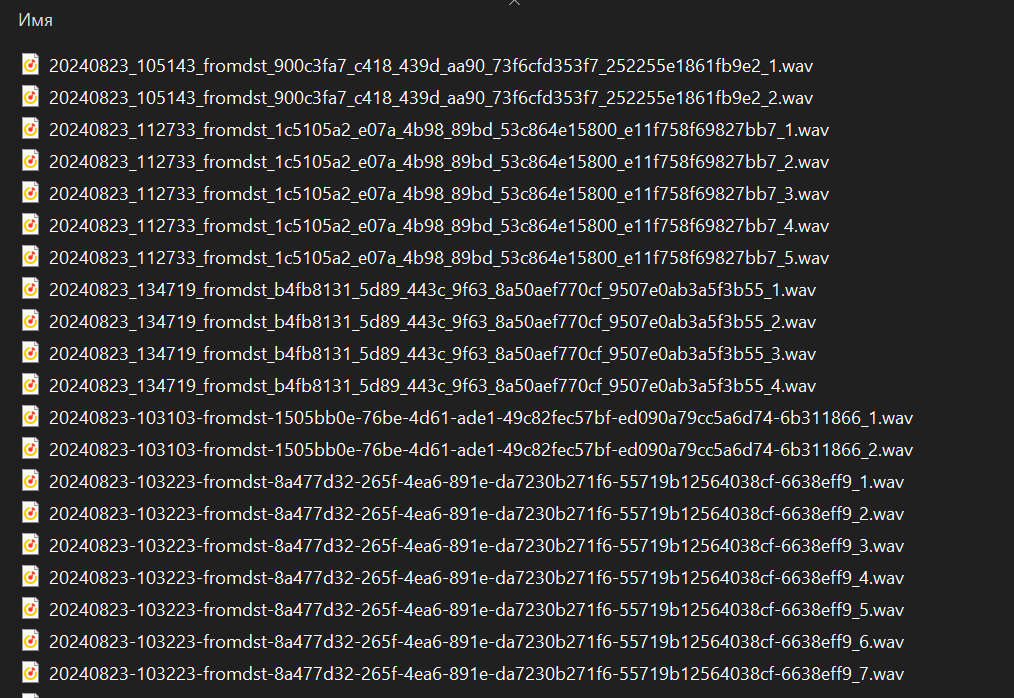 Имя
20240823_105143_fromdst_900c3fa7_c418_439d_aa90_73f6cfd353f7_252255e1861fb9e2_1.wav
20240823_105143_fromdst_900c3fa7_c418_439d_aa90_73f6cfd353f7_252255e1861fb9e2_2.wav
20240823_112733_fromdst_1c5105a2_e07a_4b98_89bd_53c864e15800_e11f758f69827bb7_1.wav
20240823_112733_fromdst_1c5105a2_e07a_4b98_89bd_53c864e15800_e11f758f69827bb7_2.wav
20240823_112733_fromdst_1c5105a2_e07a_4b98_89bd_53c864e15800_e11f758f69827bb7_3.wav
20240823_112733_fromdst_1c5105a2_e07a_4b98_89bd_53c864e15800_e11f758f69827bb7_4.wav
20240823_112733_fromdst_1c5105a2_e07a_4b98_89bd_53c864e15800_e11f758f69827bb7_5.wav
20240823_134719_fromdst_b4fb8131_5d89_443c_9f63_8a50aef770cf_9507e0ab3a5f3b55_1.wav
20240823_134719_fromdst_b4fb8131_5d89_443c_9f63_8a50aef770cf_9507e0ab3a5f3b55_2.wav
20240823_134719_fromdst_b4fb8131_5d89_443c_9f63_8a50aef770cf_9507e0ab3a5f3b55_3.wav
20240823_134719_fromdst_b4fb8131_5d89_443c_9f63_8a50aef770cf_9507e0ab3a5f3b55_4.wav
20240823-103103-fromdst-1505bb0e-76be-4d61-ade1-49c82fec57bf-ed090a79cc5a6d74-6b311866_1.wav
20240823-103103-fromdst-1505bb0e-76be-4d61-ade1-49c82fec57bf-ed090a79cc5a6d74-6b311866_2.wav
20240823-103223-fromdst-8a477d32-265f-4ea6-891e-da7230b271f6-55719b12564038cf-6638eff9_1.wav
20240823-103223-fromdst-8a477d32-265f-4ea6-891e-da7230b271f6-55719b12564038cf-6638eff9_2.wav
20240823-103223-fromdst-8a477d32-265f-4ea6-891e-da7230b271f6-55719b12564038cf-6638eff9_3.wav
20240823-103223-fromdst-8a477d32-265f-4ea6-891e-da7230b271f6-55719b12564038cf-6638eff9_4.wav
20240823-103223-fromdst-8a477d32-265f-4ea6-891e-da7230b271f6-55719b12564038cf-6638eff9_5.wav
20240823-103223-fromdst-8a477d32-265f-4ea6-891e-da7230b271f6-55719b12564038cf-6638eff9_6.wav
20240823-103223-fromdst-8a477d32-265f-4ea6-891e-da7230b271f6-55719b12564038cf-6638eff9_7.wav